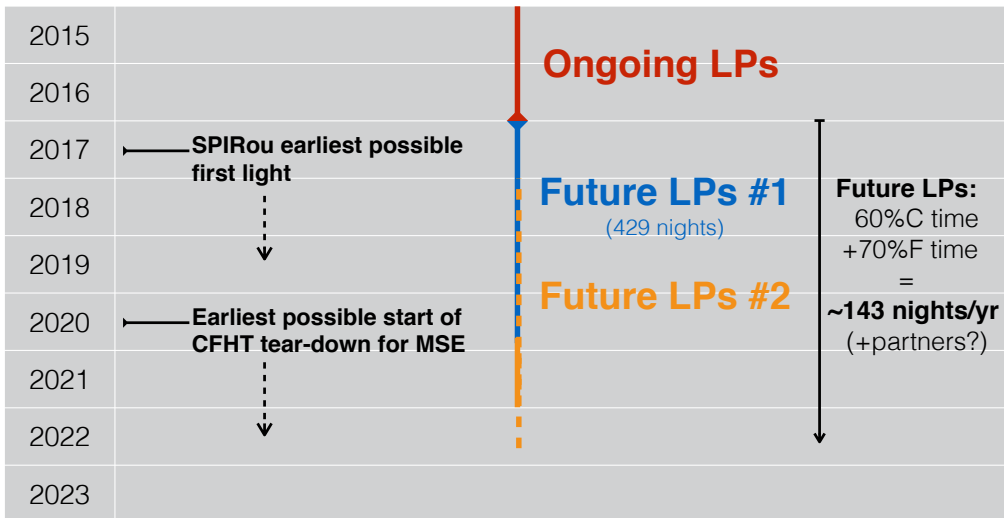 2015
2016
2017
2018
2019
2020
2021
2022
2023
Ongoing LPs
SPIRou earliest possible
first light
Future LPs #1
(429 nights)
Future LPs #2
Earliest possible start of
CFHT tear-down for MSE
Future LPs:
60%C time
+70%F time
=
~143 nights/yr
(+partners?)